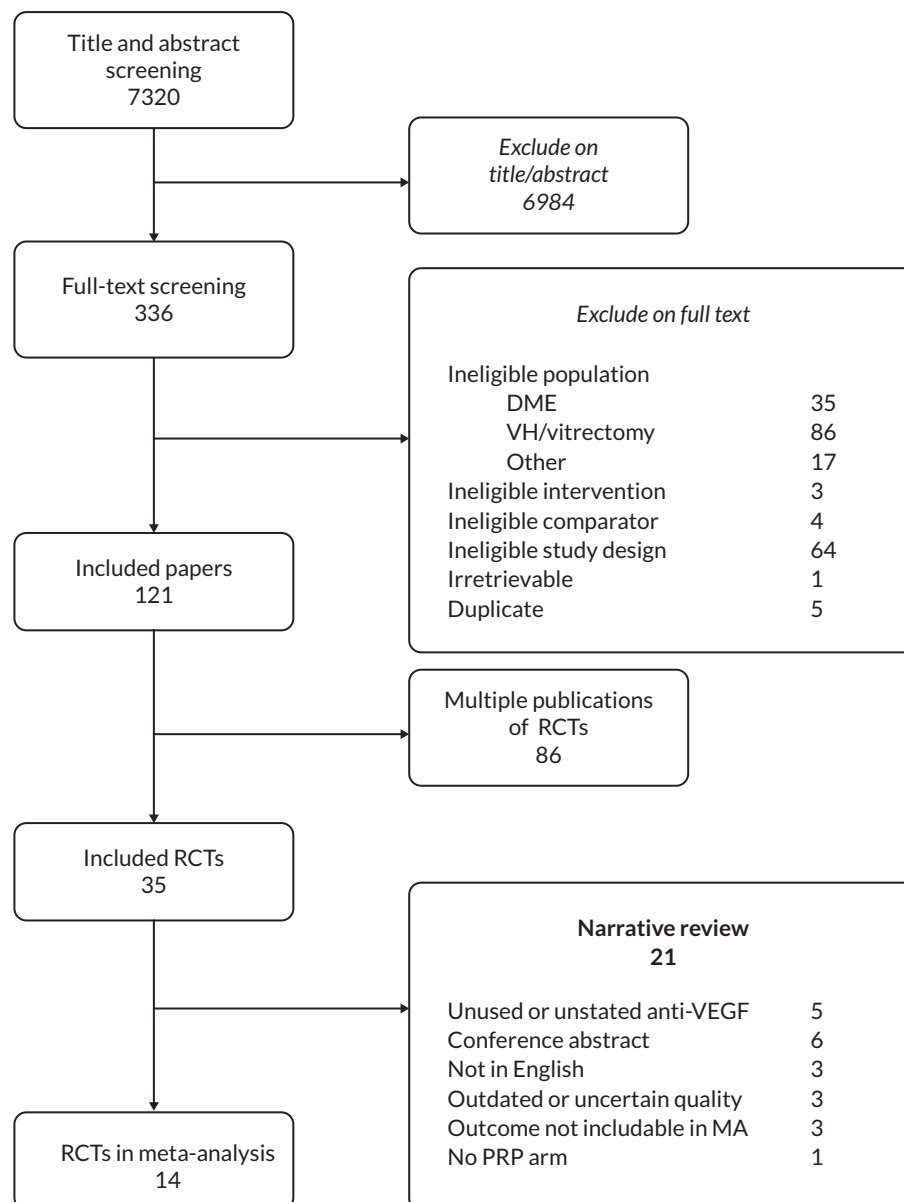 Title and abstract
screening
7320
Exclude on
title/abstract
6984
Full-text screening
336
Exclude on full text
Ineligible population
DME 35
VH/vitrectomy 86
Other 17
Ineligible intervention 3
Ineligible comparator 4
Ineligible study design 64
Irretrievable 1
Duplicate 5
Included papers
121
Multiple publications
of RCTs
86
Included RCTs
35
Narrative review
21
Unused or unstated anti-VEGF 5
Conference abstract 6
Not in English 3
Outdated or uncertain quality 3
Outcome not includable in MA 3
No PRP arm 1
RCTs in meta-analysis
14